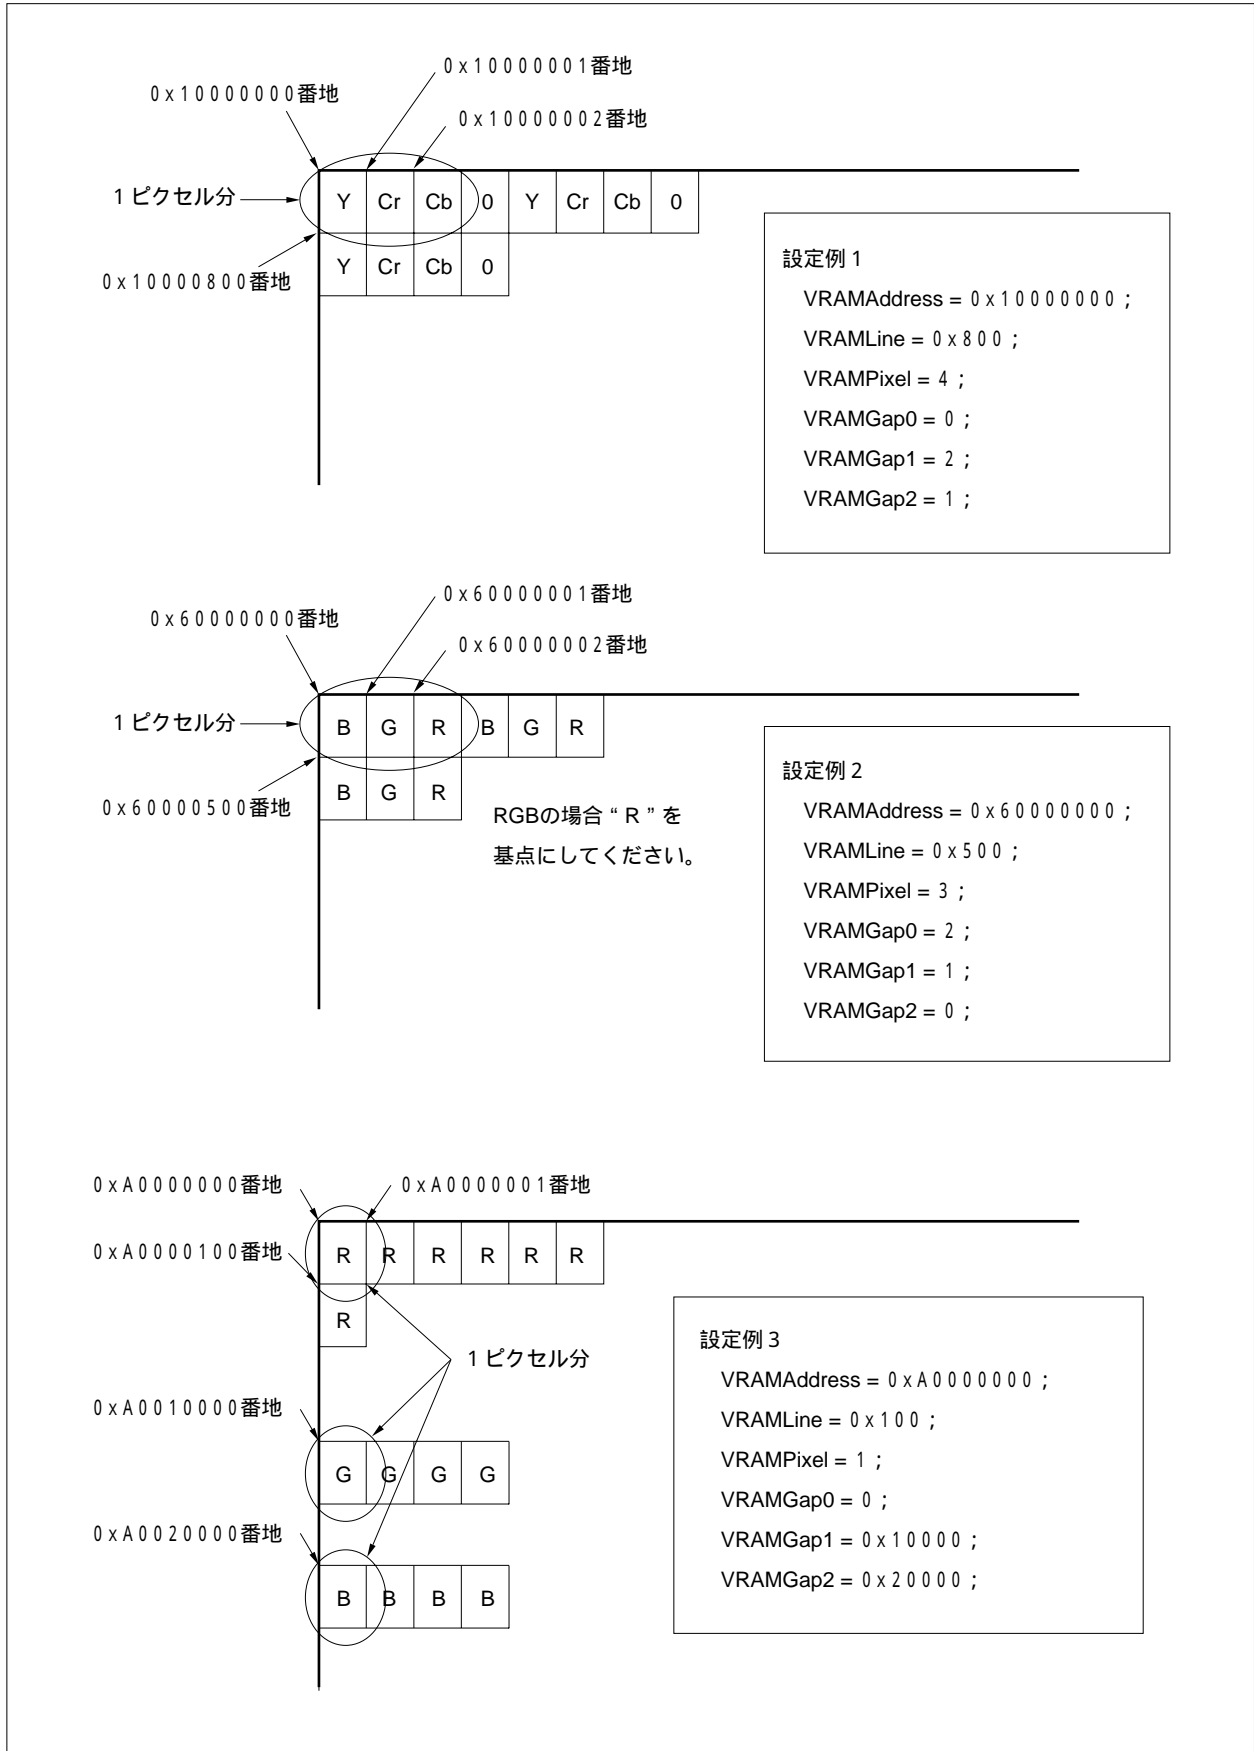 0x10000001番地
0x10000000番地
0x10000002番地
1ピクセル分
Y Cr Cb 0 Y Cr Cb 0
Y Cr Cb 0
0x10000800番地
設定例1
VRAMAddress = 0x10000000;
VRAMLine = 0x800;
VRAMPixel = 4;
VRAMGap0 = 0;
VRAMGap1 = 2;
VRAMGap2 = 1;
0x60000001番地
0x60000000番地
0x60000002番地
1ピクセル分
B G R B G R
B G R
0x60000500番地
RGBの場合“R”を
基点にしてください。
設定例2
VRAMAddress = 0x60000000;
VRAMLine = 0x500;
VRAMPixel = 3;
VRAMGap0 = 2;
VRAMGap1 = 1;
VRAMGap2 = 0;
0xA0000000番地
0xA0000001番地
0xA0000100番地
R R R R R R
R
1ピクセル分
0xA0010000番地
G G G G
0xA0020000番地
B B B B
設定例3
VRAMAddress = 0xA0000000;
VRAMLine = 0x100;
VRAMPixel = 1;
VRAMGap0 = 0;
VRAMGap1 = 0x10000;
VRAMGap2 = 0x20000;